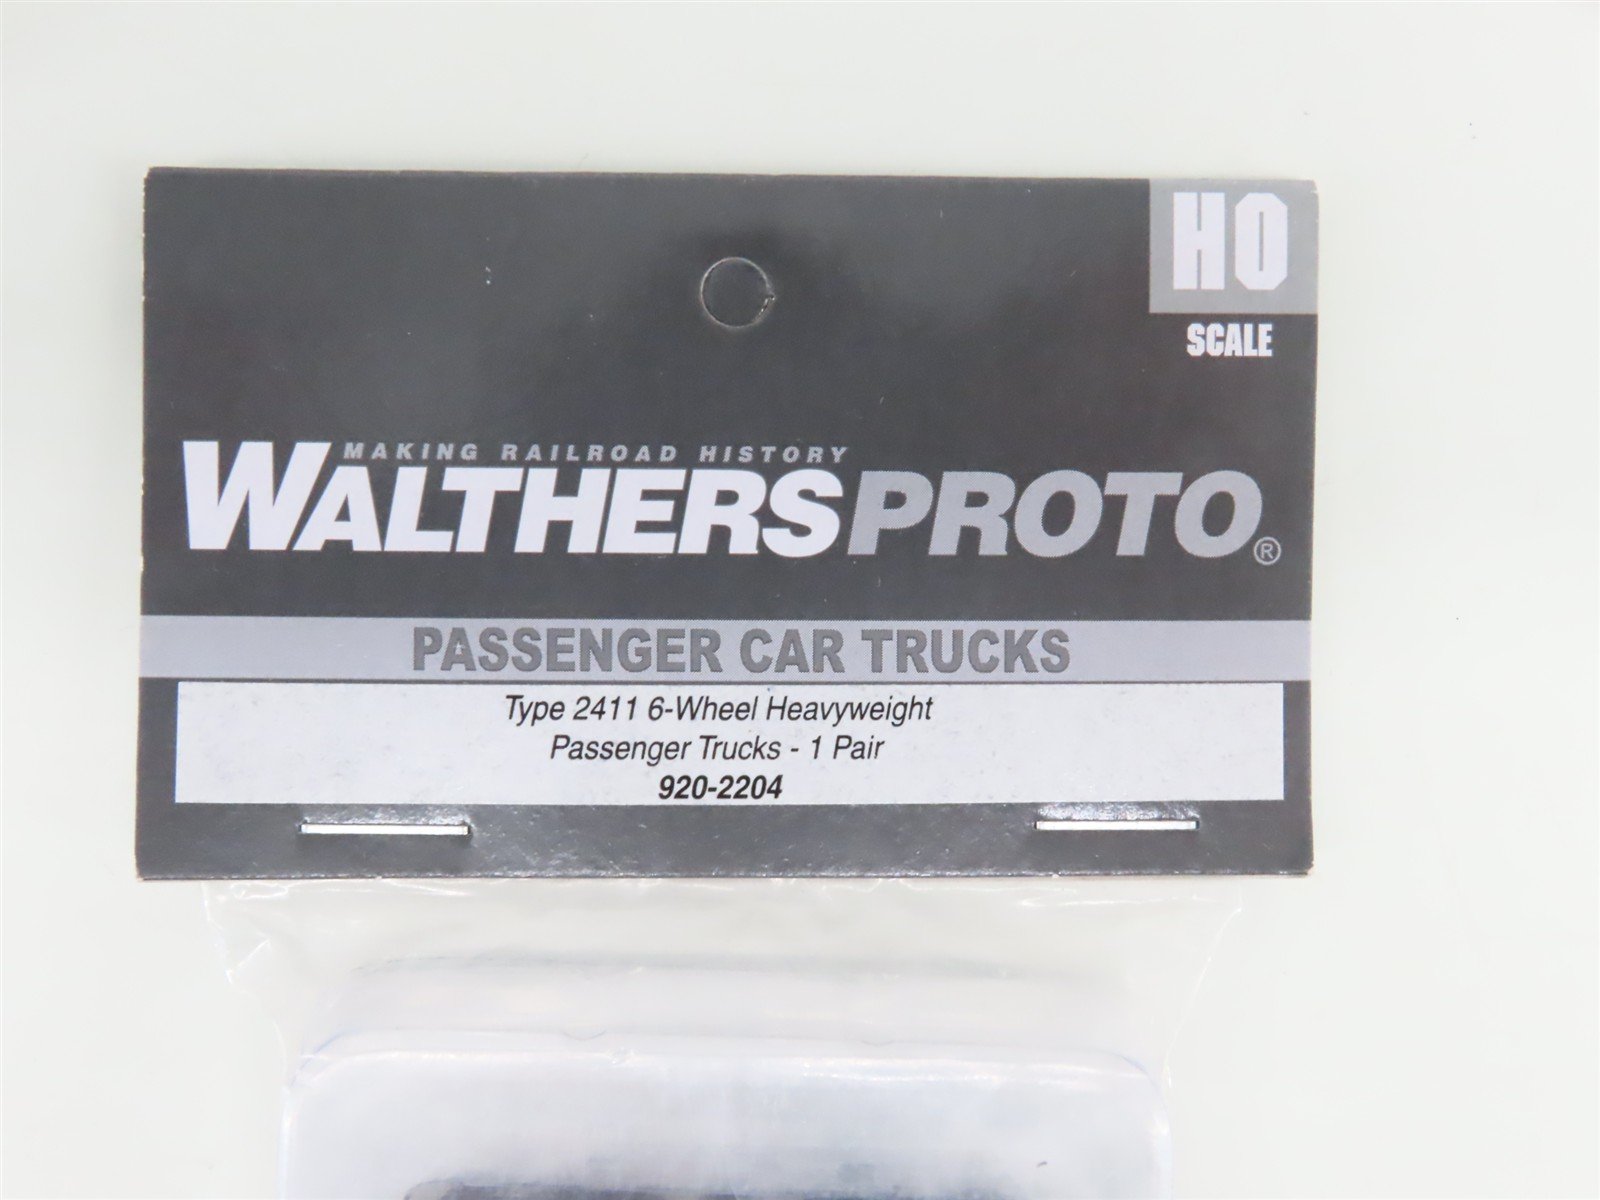 HO
SCALE
MAKING RAILROAD HISTORY
WALTHERSPROTO®
PASSENGER CAR TRUCKS
Type 2411 6-Wheel Heavyweight
Passenger Trucks - 1 Pair
920-2204